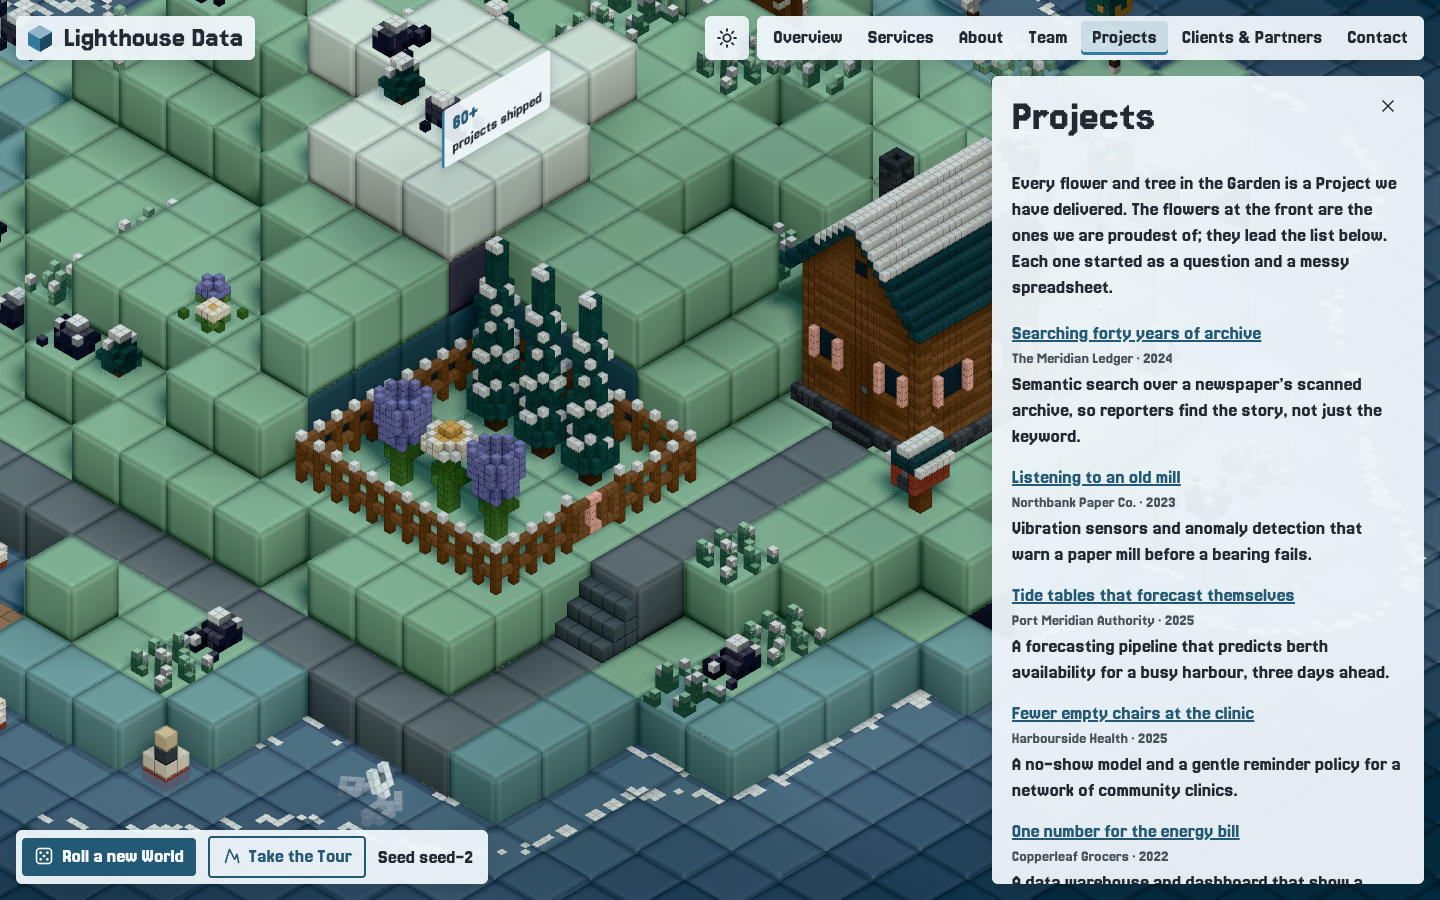 Lighthouse Data
Overview Services About Team Projects Clients & Partners Contact
60+
projects shipped
Projects
Every flower and tree in the Garden is a Project we
have delivered. The flowers at the front are the
ones we are proudest of; they lead the list below.
Each one started as a question and a messy
spreadsheet.
Searching forty years of archive
The Meridian Ledger · 2024
Semantic search over a newspaper's scanned
archive, so reporters find the story, not just the
keyword.
Listening to an old mill
Northbank Paper Co. · 2023
Vibration sensors and anomaly detection that
warn a paper mill before a bearing fails.
Tide tables that forecast themselves
Port Meridian Authority · 2025
A forecasting pipeline that predicts berth
availability for a busy harbour, three days ahead.
Fewer empty chairs at the clinic
Harbourside Health · 2025
A no-show model and a gentle reminder policy for a
network of community clinics.
One number for the energy bill
Copperleaf Grocers · 2022
A data warehouse and dashboard that show a
Roll a new World
Take the Tour
Seed seed-2